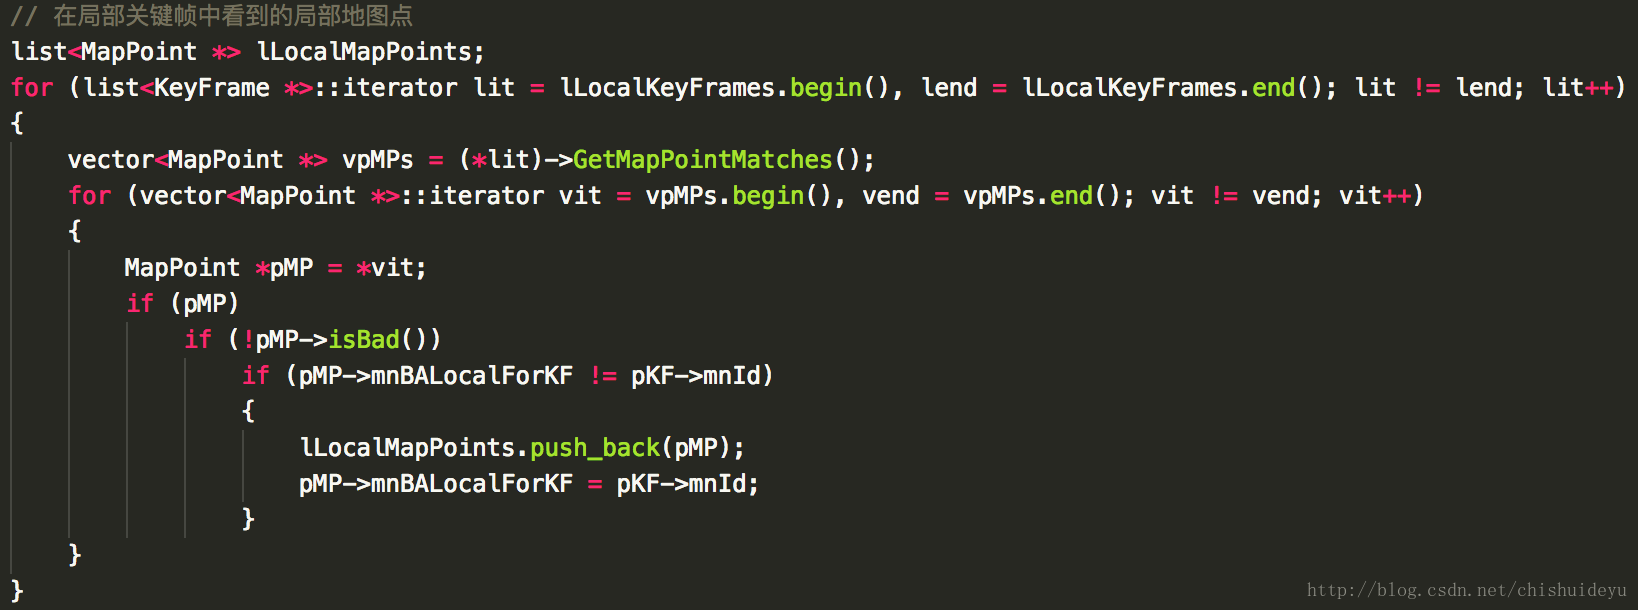 // 在局部关键帧中看到的局部地图点
list<MapPoint *> lLocalMapPoints;
for (list<KeyFrame *>::iterator lit = lLocalKeyFrames.begin(), lend = lLocalKeyFrames.end(); lit != lend; lit++)
{
    vector<MapPoint *> vpMPs = (*lit)->GetMapPointMatches();
    for (vector<MapPoint *>::iterator vit = vpMPs.begin(), vend = vpMPs.end(); vit != vend; vit++)
    {
        MapPoint *pMP = *vit;
        if (pMP)
            if (!pMP->isBad())
                if (pMP->mnBALocalForKF != pKF->mnId)
                {
                    lLocalMapPoints.push_back(pMP);
                    pMP->mnBALocalForKF = pKF->mnId;
                }
    }
}
http://blog.csdn.net/chishuideyu